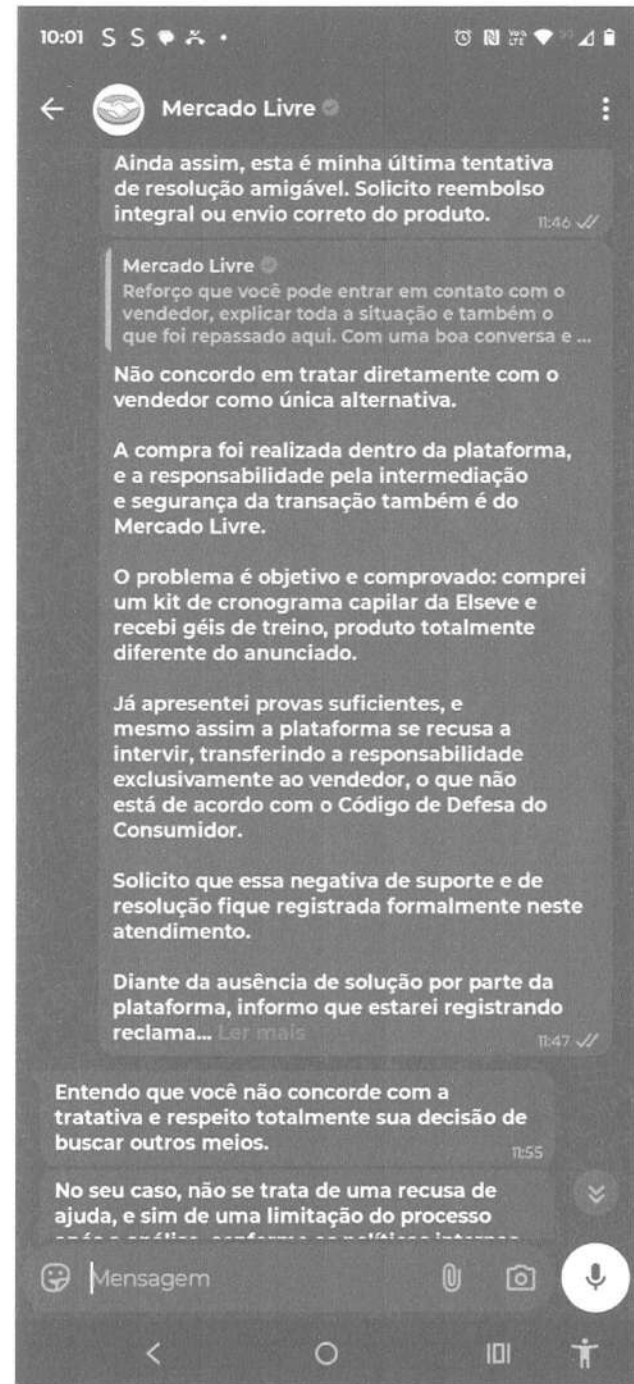 10:01 S S
VoLTE 5G
Mercado Livre
Ainda assim, esta é minha última tentativa
de resolução amigável. Solicito reembolso
integral ou envio correto do produto.
11:46
Mercado Livre
Reforço que você pode entrar em contato com o
vendedor, explicar toda a situação e também o
que foi repassado aqui. Com uma boa conversa e ...
Não concordo em tratar diretamente com o
vendedor como única alternativa.
A compra foi realizada dentro da plataforma,
e a responsabilidade pela intermediação
e segurança da transação também é do
Mercado Livre.
O problema é objetivo e comprovado: comprei
um kit de cronograma capilar da Elseve e
recebi géis de treino, produto totalmente
diferente do anunciado.
Já apresentei provas suficientes, e
mesmo assim a plataforma se recusa a
intervir, transferindo a responsabilidade
exclusivamente ao vendedor, o que não
está de acordo com o Código de Defesa do
Consumidor.
Solicito que essa negativa de suporte e de
resolução fique registrada formalmente neste
atendimento.
Diante da ausência de solução por parte da
plataforma, informo que estarei registrando
reclama... Ler mais
11:47
Entendo que você não concorde com a
tratativa e respeito totalmente sua decisão de
buscar outros meios.
11:55
No seu caso, não se trata de uma recusa de
ajuda, e sim de uma limitação do processo
após a análise, conforme as políticas internas
Mensagem